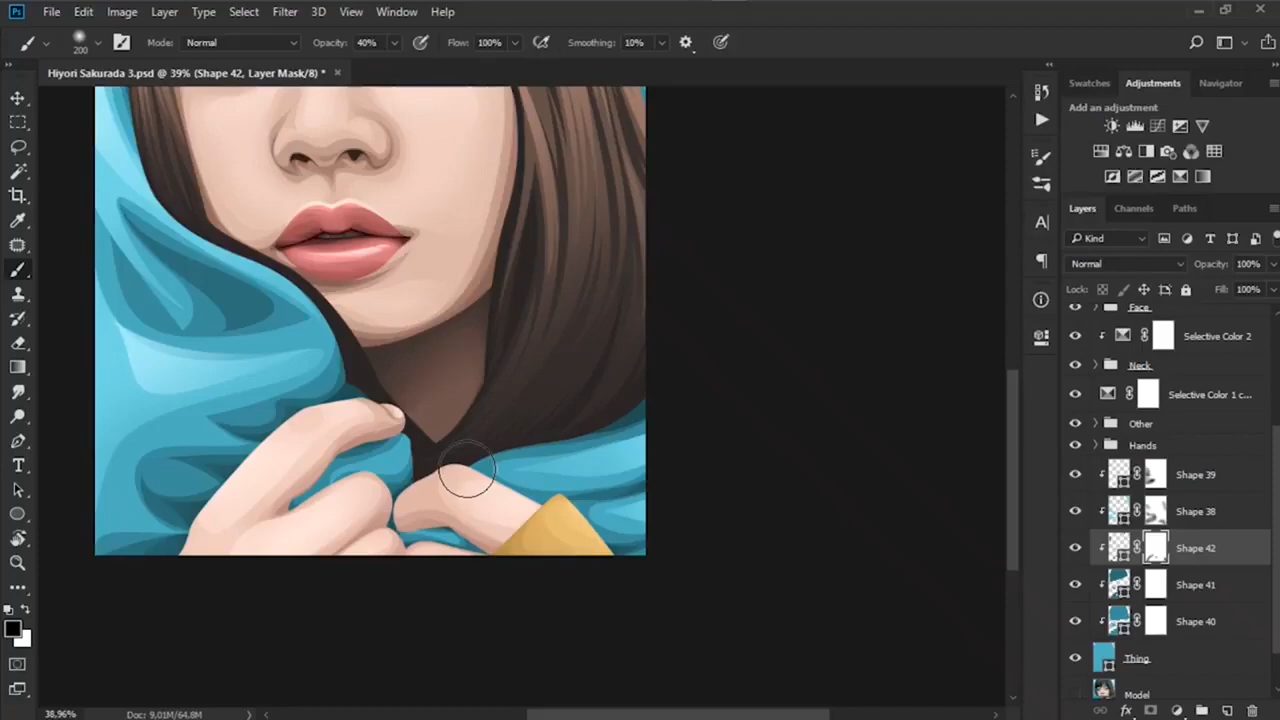 Ps File Edit Image Layer Type Select Filter 3D View Window Help
200 Mode: Normal Opacity: 40% Flow: 100% Smoothing: 10%
Hiyori Sakurada 3.psd @ 39% (Shape 42, Layer Mask/8) *
Swatches Adjustments Navigator
Add an adjustment
Layers Channels Paths
Kind
Normal Opacity: 100%
Lock: Fill: 100%
Face
Selective Color 2
Neck
Selective Color 1 c...
Other
Hands
Shape 39
Shape 38
Shape 42
Shape 41
Shape 40
Thing
Model
38,96% Doc: 9,01M/64,8M